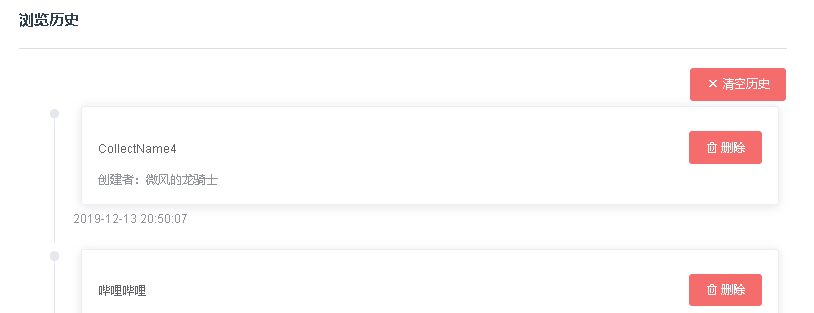 浏览历史
✕ 清空历史
CollectName4
删除
创建者：微风的龙骑士
2019-12-13 20:50:07
哔哩哔哩
删除